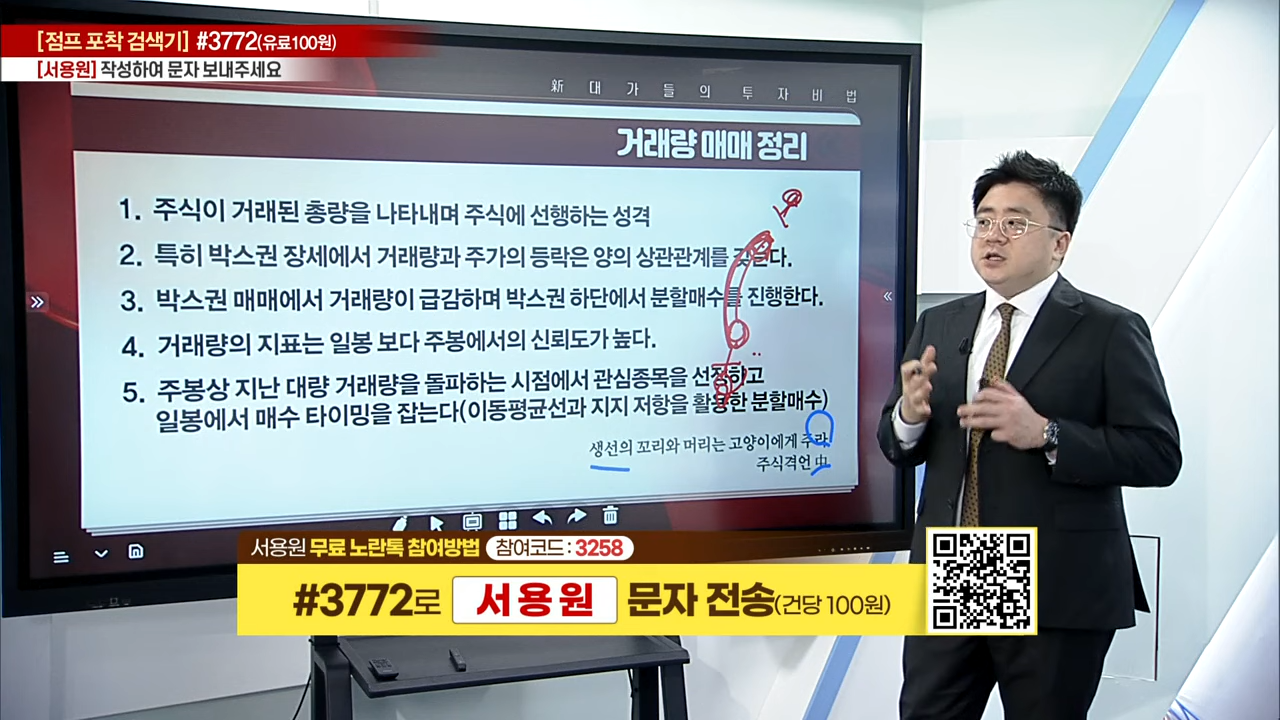 [점프 포착 검색기] #3772(유료100원)
[서용원] 작성하여 문자 보내주세요
新 대 가 들 의 투 자 비 법
거래량 매매 정리
1. 주식이 거래된 총량을 나타내며 주식에 선행하는 성격
2. 특히 박스권 장세에서 거래량과 주가의 등락은 양의 상관관계를 갖는다.
3. 박스권 매매에서 거래량이 급감하며 박스권 하단에서 분할매수를 진행한다.
4. 거래량의 지표는 일봉 보다 주봉에서의 신뢰도가 높다.
5. 주봉상 지난 대량 거래량을 돌파하는 시점에서 관심종목을 선정하고
일봉에서 매수 타이밍을 잡는다(이동평균선과 지지 저항을 활용한 분할매수)
생선의 꼬리와 머리는 고양이에게 주라
주식격언 中
서용원 무료 노란톡 참여방법 참여코드 : 3258
#3772로 서용원 문자 전송(건당 100원)